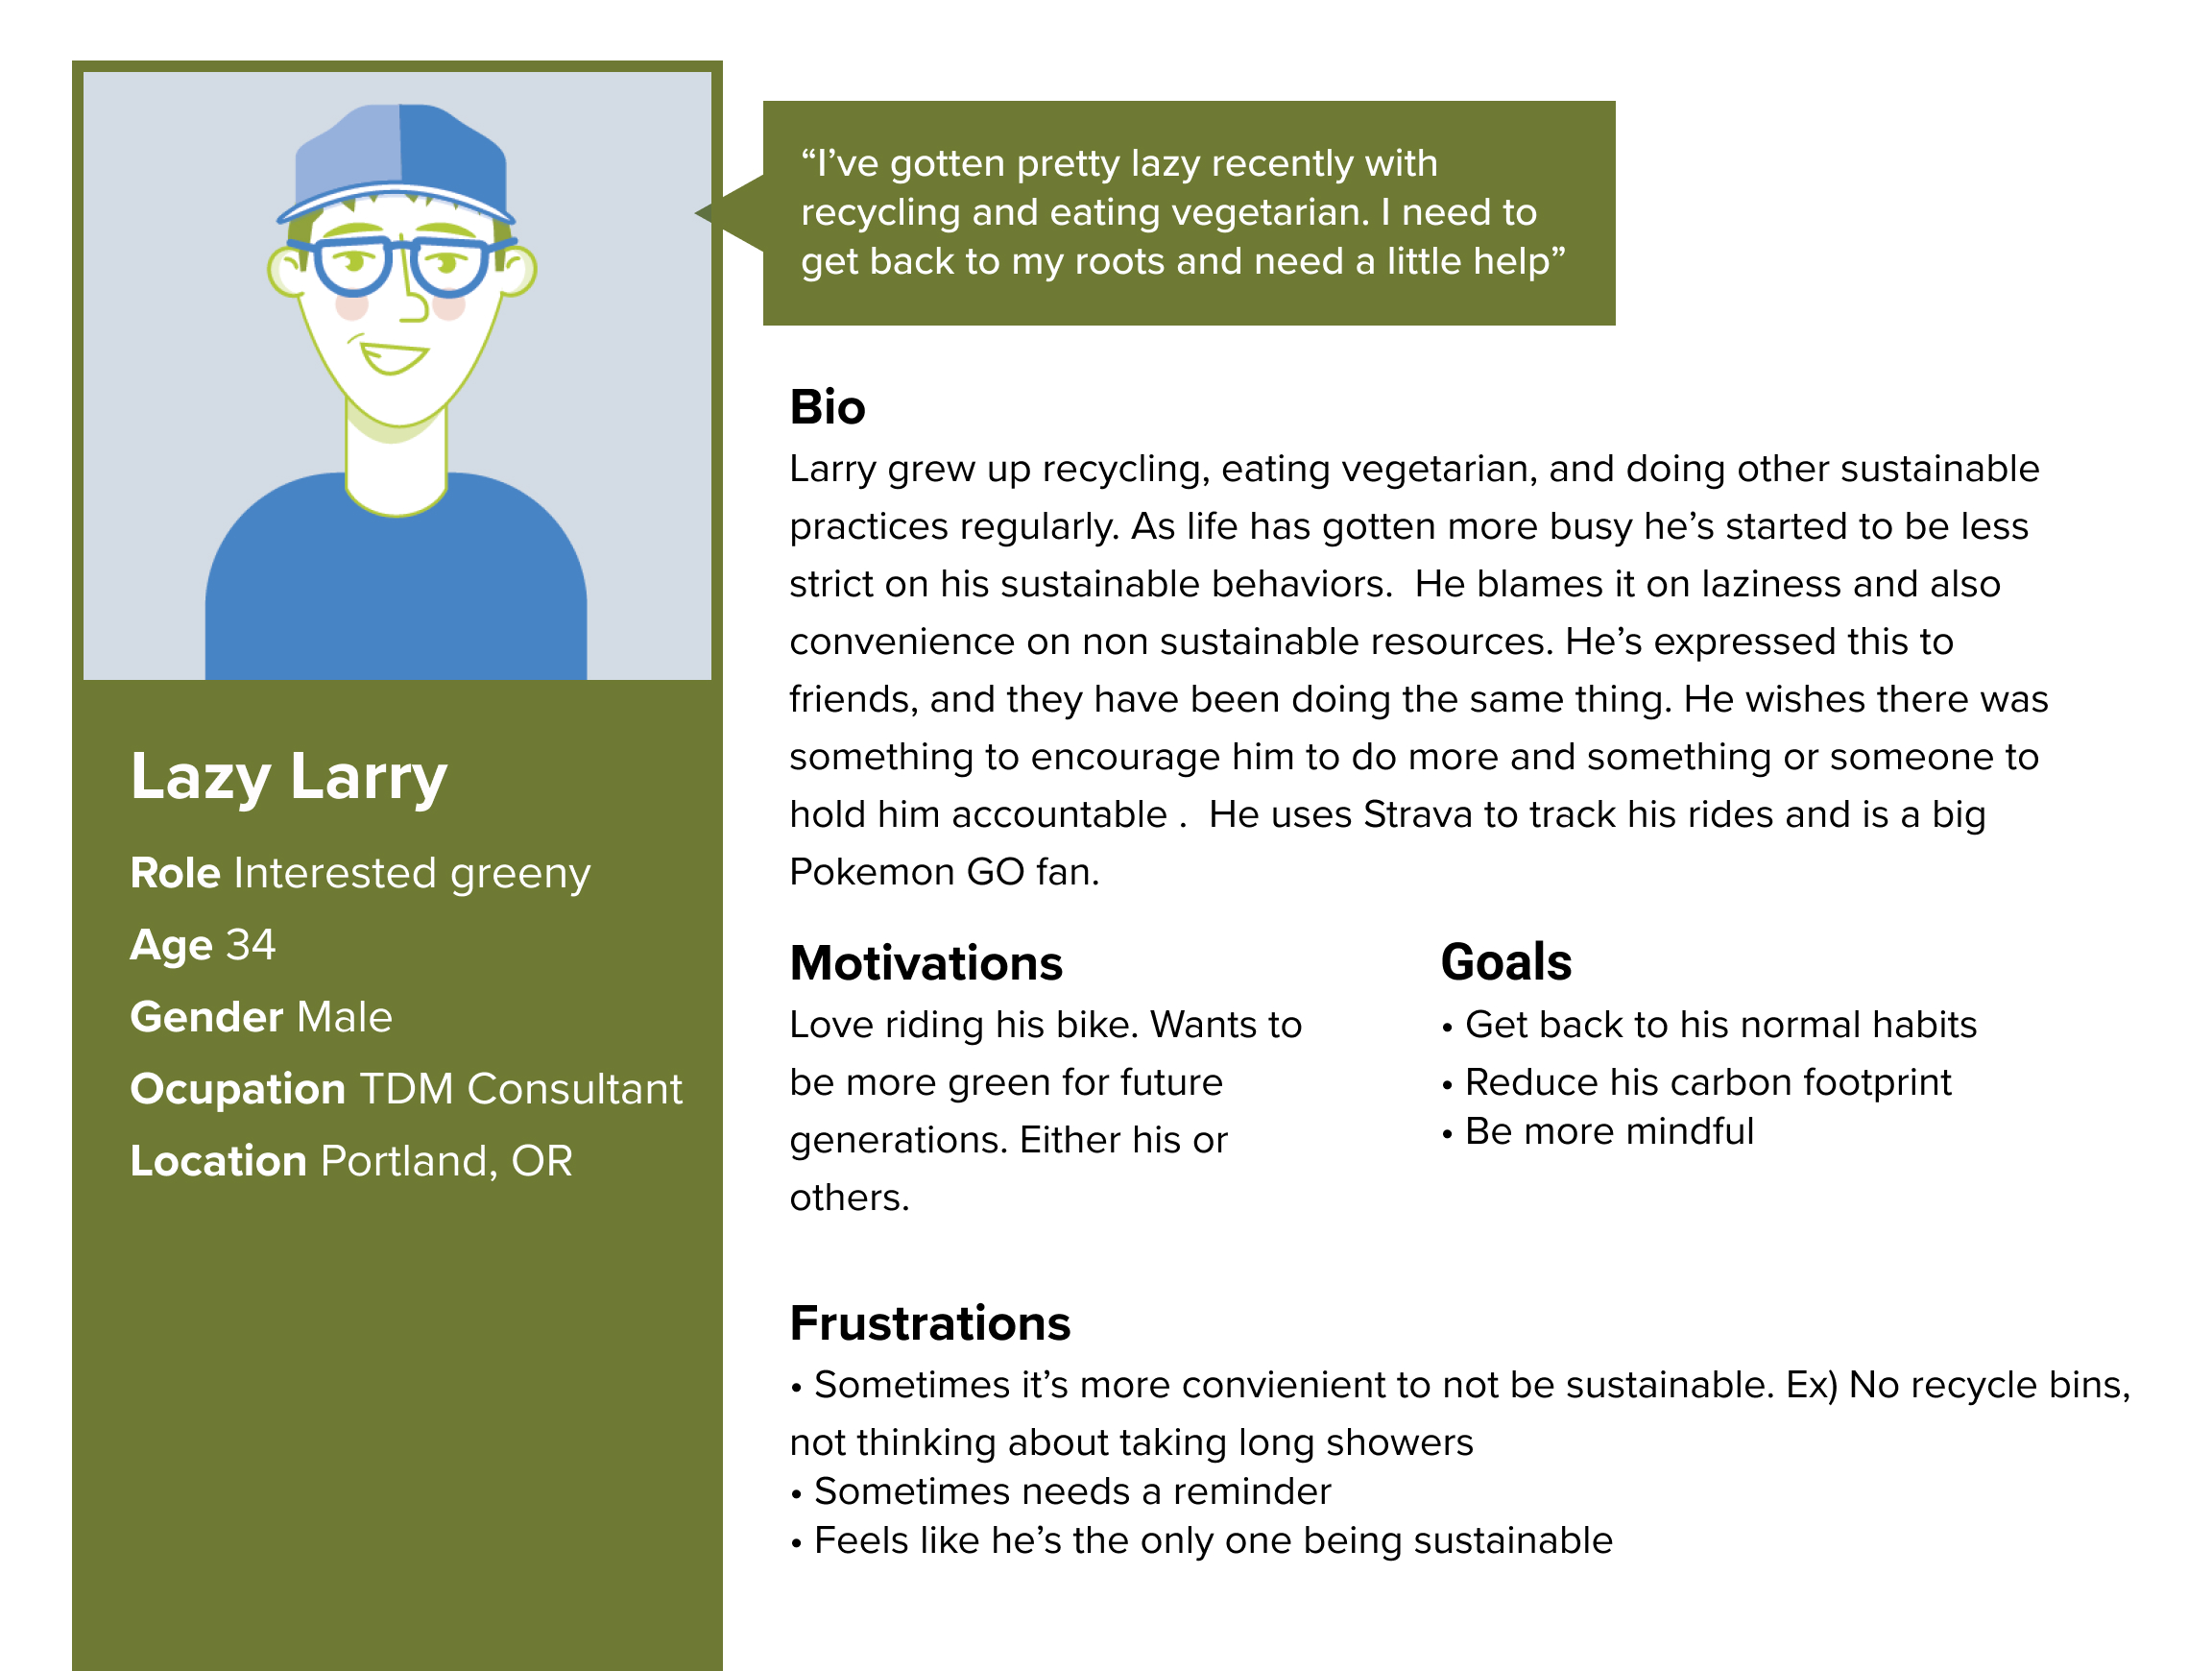 “I’ve gotten pretty lazy recently with
recycling and eating vegetarian. I need to
get back to my roots and need a little help”
Lazy Larry
Role Interested greeny
Age 34
Gender Male
Ocupation TDM Consultant
Location Portland, OR
Bio
Larry grew up recycling, eating vegetarian, and doing other sustainable
practices regularly. As life has gotten more busy he’s started to be less
strict on his sustainable behaviors.  He blames it on laziness and also
convenience on non sustainable resources. He’s expressed this to
friends, and they have been doing the same thing. He wishes there was
something to encourage him to do more and something or someone to
hold him accountable .  He uses Strava to track his rides and is a big
Pokemon GO fan.
Motivations
Love riding his bike. Wants to
be more green for future
generations. Either his or
others.
Goals
• Get back to his normal habits
• Reduce his carbon footprint
• Be more mindful
Frustrations
• Sometimes it’s more convienient to not be sustainable. Ex) No recycle bins,
not thinking about taking long showers
• Sometimes needs a reminder
• Feels like he’s the only one being sustainable